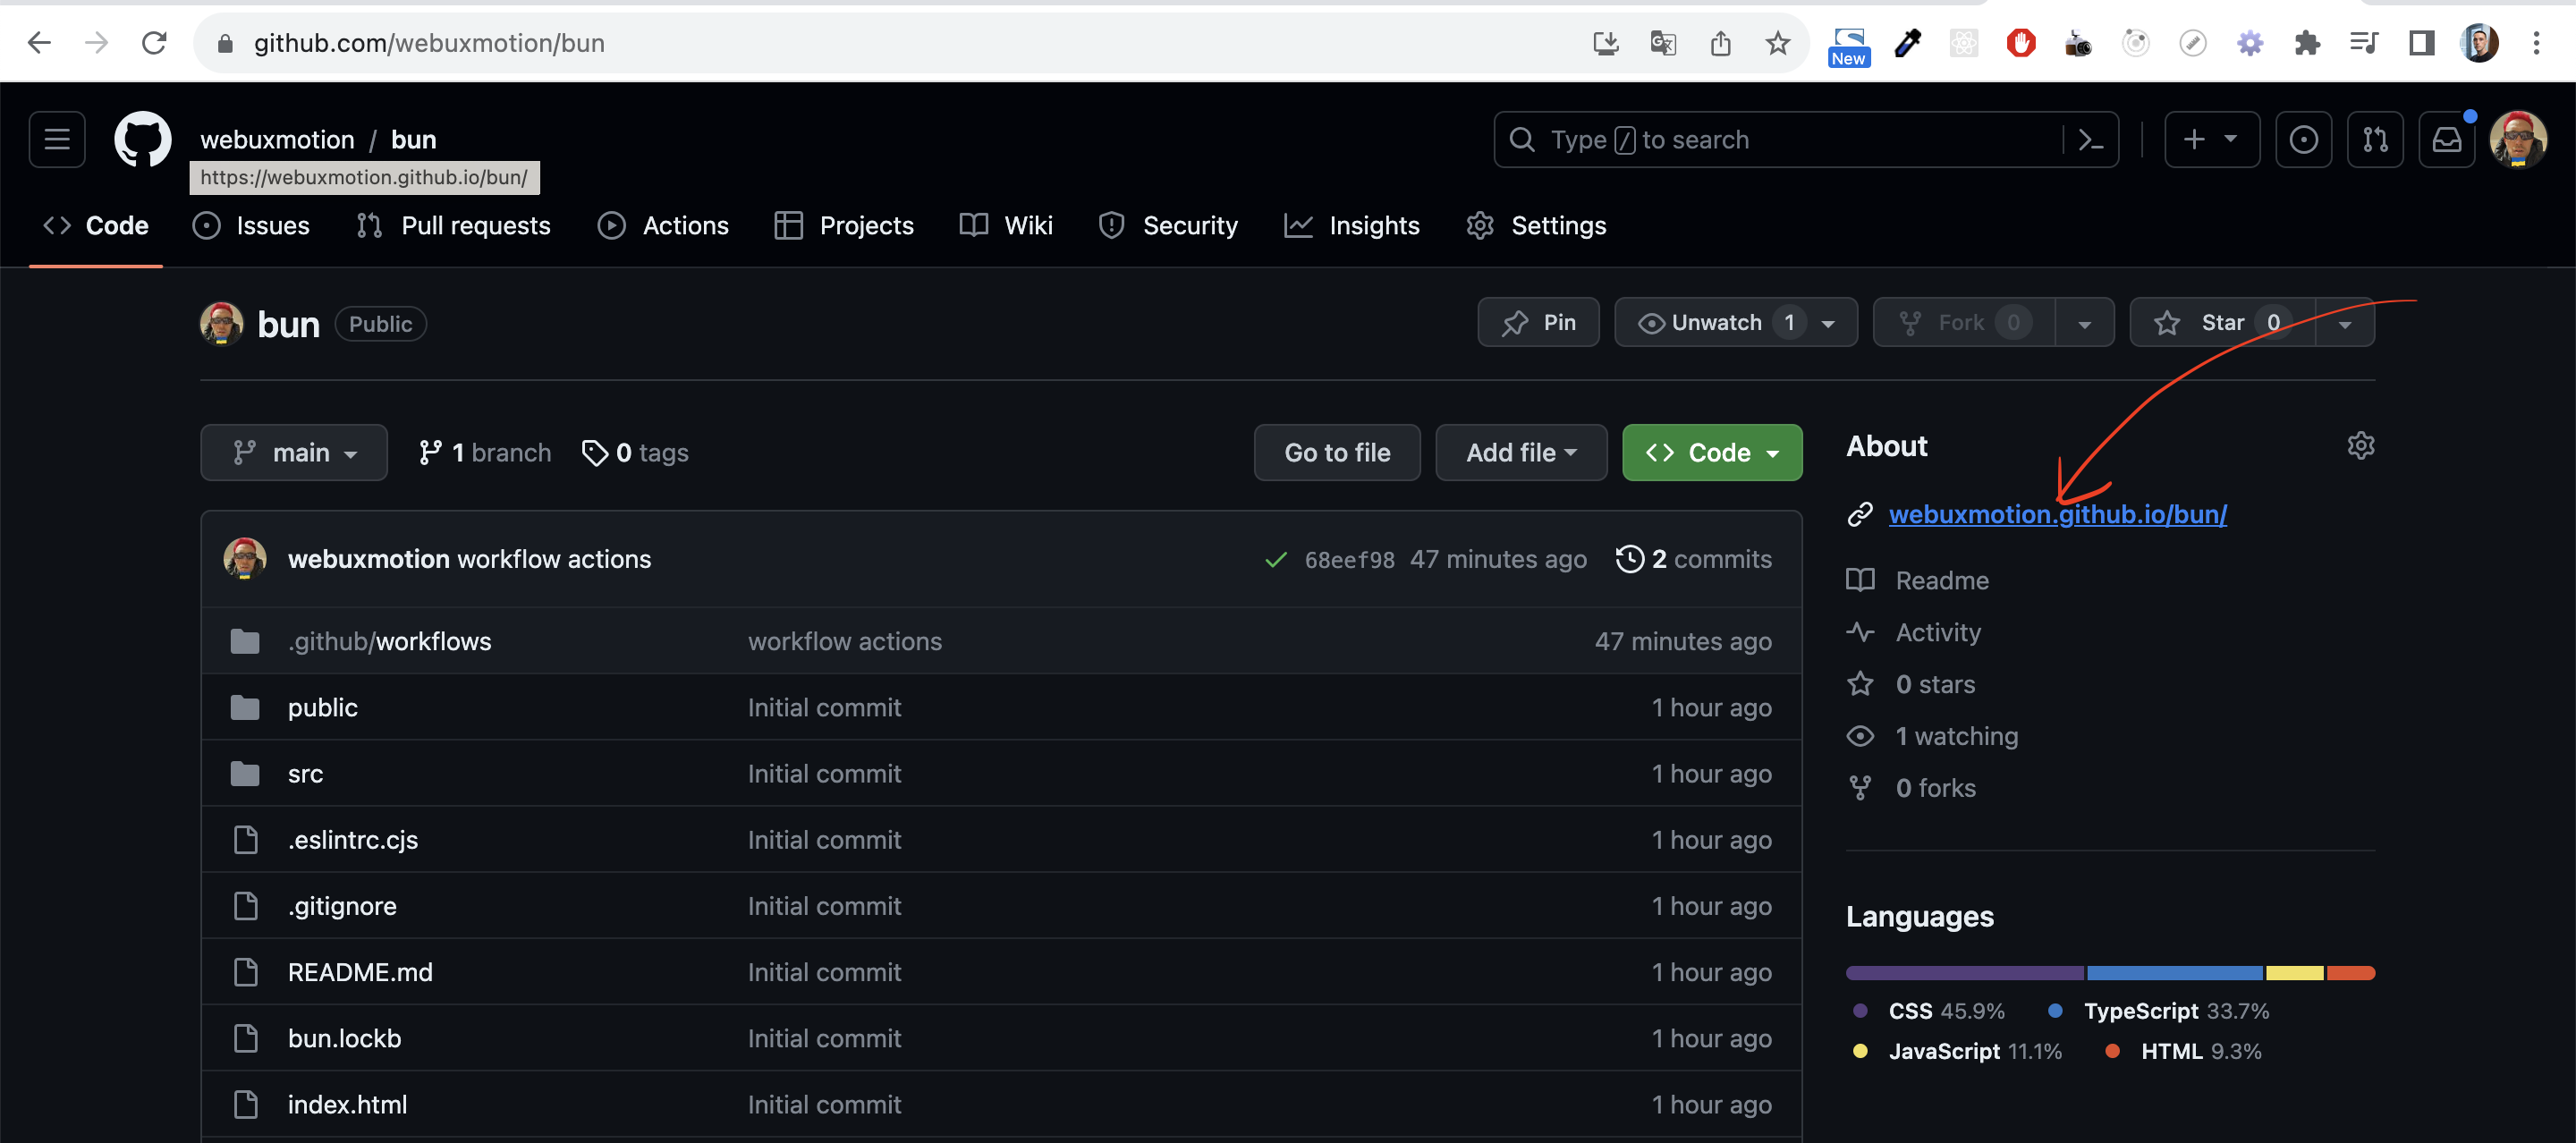 github.com/webuxmotion/bun
New
webuxmotion / bun
Type / to search
https://webuxmotion.github.io/bun/
Code Issues Pull requests Actions Projects Wiki Security Insights Settings
bun Public
Pin Unwatch 1 Fork 0 Star 0
main 1 branch 0 tags Go to file Add file Code
webuxmotion workflow actions 68eef98 47 minutes ago 2 commits
.github/workflows workflow actions 47 minutes ago
public Initial commit 1 hour ago
src Initial commit 1 hour ago
.eslintrc.cjs Initial commit 1 hour ago
.gitignore Initial commit 1 hour ago
README.md Initial commit 1 hour ago
bun.lockb Initial commit 1 hour ago
index.html Initial commit 1 hour ago
About
webuxmotion.github.io/bun/
Readme
Activity
0 stars
1 watching
0 forks
Languages
CSS 45.9% TypeScript 33.7%
JavaScript 11.1% HTML 9.3%